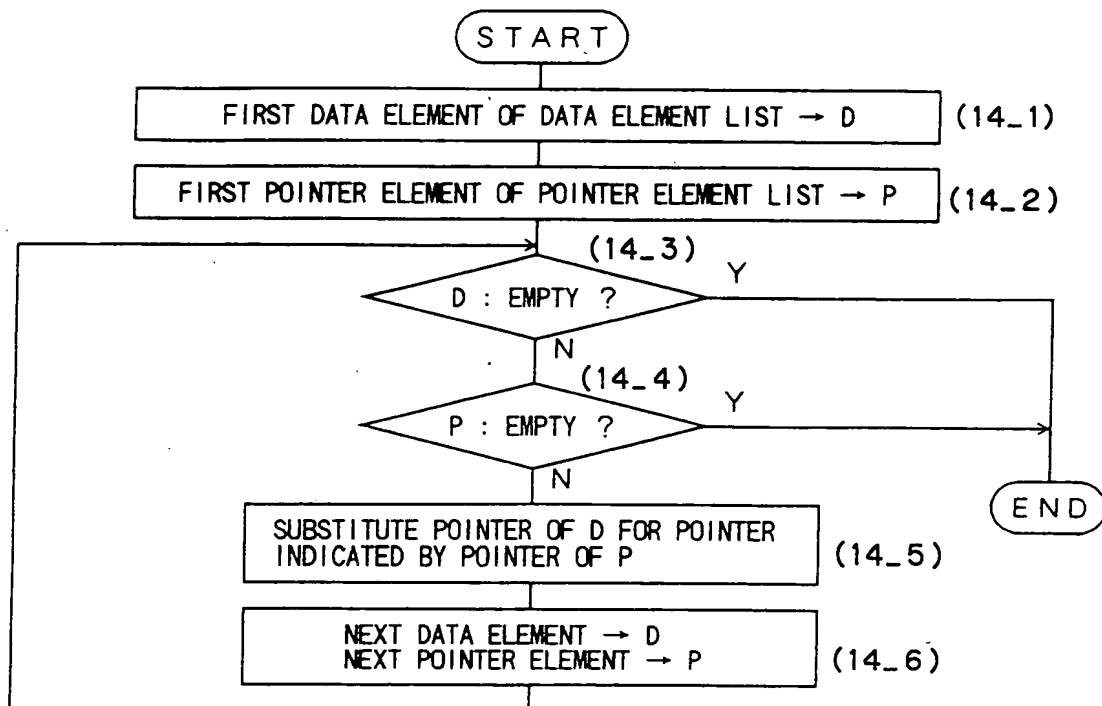 START
FIRST DATA ELEMENT OF DATA ELEMENT LIST → D (14_1)
FIRST POINTER ELEMENT OF POINTER ELEMENT LIST → P (14_2)
(14_3)
D : EMPTY ? Y
N
(14_4)
P : EMPTY ? Y
N
END
SUBSTITUTE POINTER OF D FOR POINTER
INDICATED BY POINTER OF P (14_5)
NEXT DATA ELEMENT → D
NEXT POINTER ELEMENT → P (14_6)